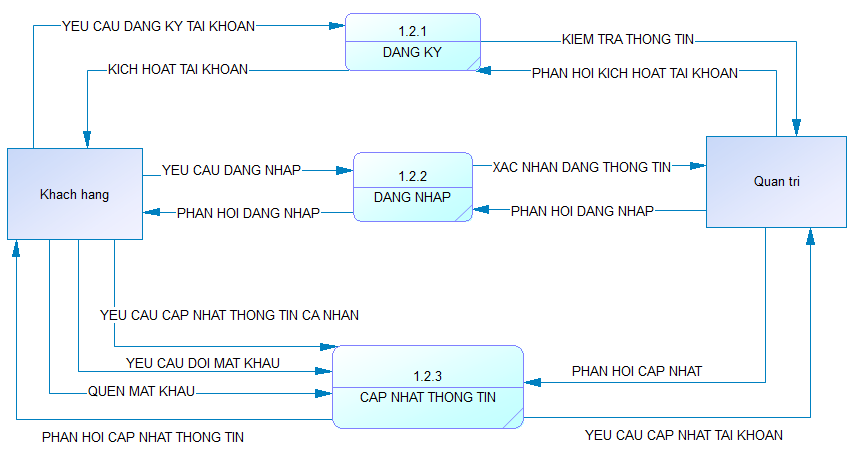 YEU CAU DANG KY TAI KHOAN
1.2.1
DANG KY
KIEM TRA THONG TIN
KICH HOAT TAI KHOAN
PHAN HOI KICH HOAT TAI KHOAN
Khach hang
YEU CAU DANG NHAP
1.2.2
DANG NHAP
XAC NHAN DANG THONG TIN
Quan tri
PHAN HOI DANG NHAP
PHAN HOI DANG NHAP
YEU CAU CAP NHAT THONG TIN CA NHAN
YEU CAU DOI MAT KHAU
QUEN MAT KHAU
1.2.3
CAP NHAT THONG TIN
PHAN HOI CAP NHAT
PHAN HOI CAP NHAT THONG TIN
YEU CAU CAP NHAT TAI KHOAN